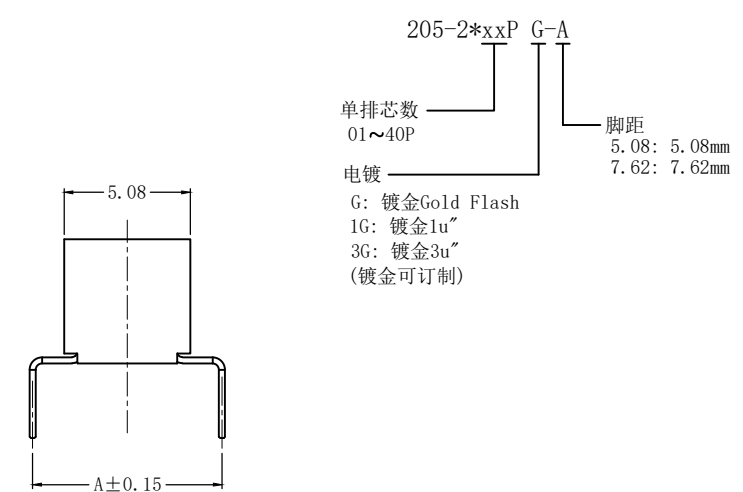 205-2*xxP G-A
单排芯数
01~40P
脚距
5.08: 5.08mm
7.62: 7.62mm
电镀
G: 镀金Gold Flash
1G: 镀金1u″
3G: 镀金3u″
(镀金可订制)
5.08
A±0.15